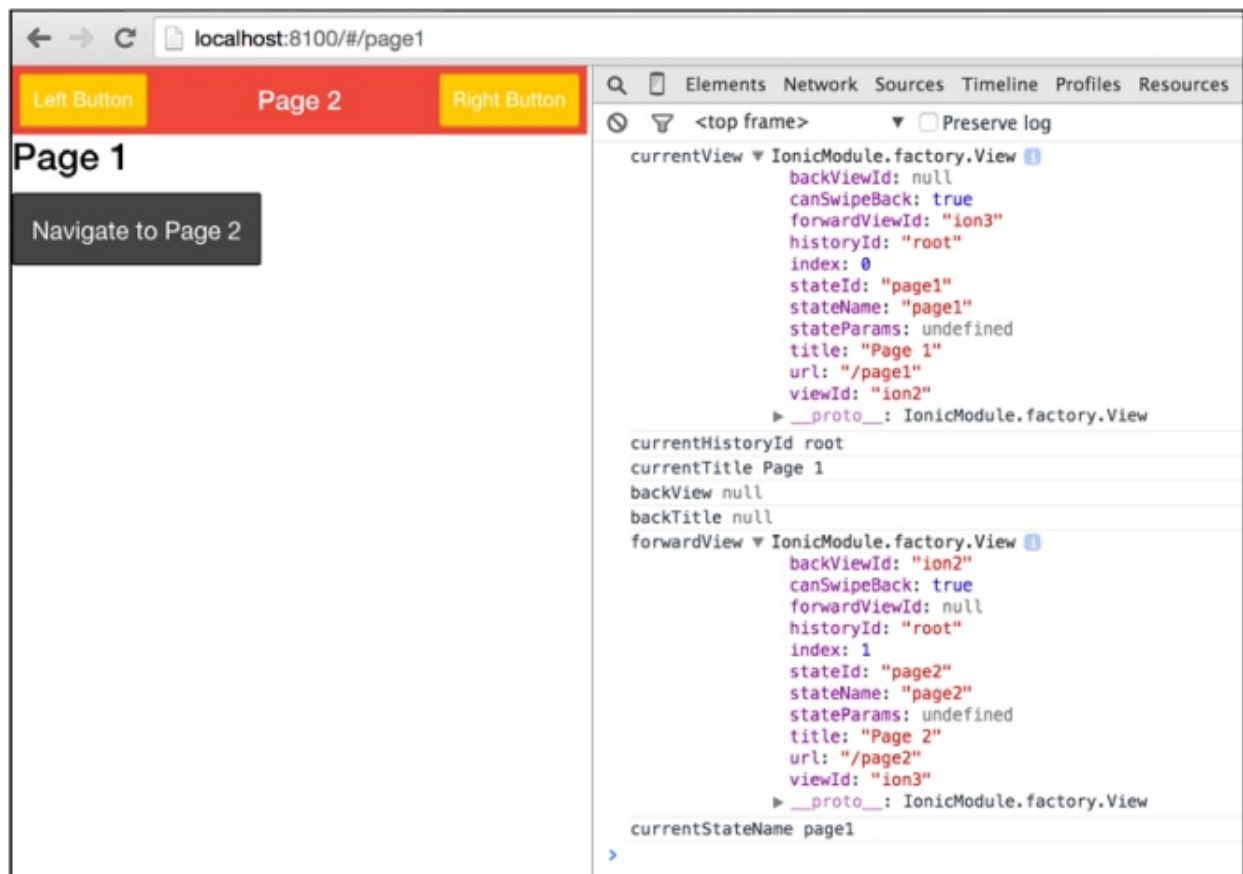 localhost:8100/#/page1
Left Button Page 2 Right Button
Page 1
Navigate to Page 2
Elements Network Sources Timeline Profiles Resources
<top frame> Preserve log
currentView IonicModule.factory.View
backViewId: null
canSwipeBack: true
forwardViewId: "ion3"
historyId: "root"
index: 0
stateId: "page1"
stateName: "page1"
stateParams: undefined
title: "Page 1"
url: "/page1"
viewId: "ion2"
__proto__: IonicModule.factory.View
currentHistoryId root
currentTitle Page 1
backView null
backTitle null
forwardView IonicModule.factory.View
backViewId: "ion2"
canSwipeBack: true
forwardViewId: null
historyId: "root"
index: 1
stateId: "page2"
stateName: "page2"
stateParams: undefined
title: "Page 2"
url: "/page2"
viewId: "ion3"
__proto__: IonicModule.factory.View
currentStateName page1